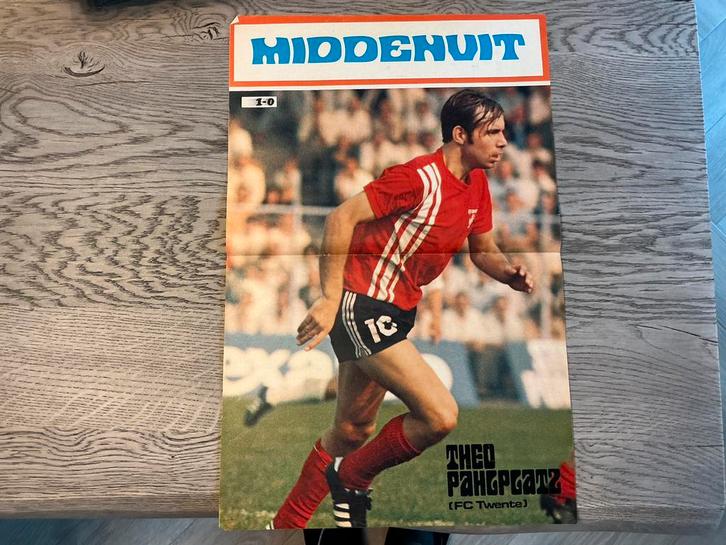 MIDDENUIT
1-0
10
THEO
PAHLPLATZ
(FC Twente)